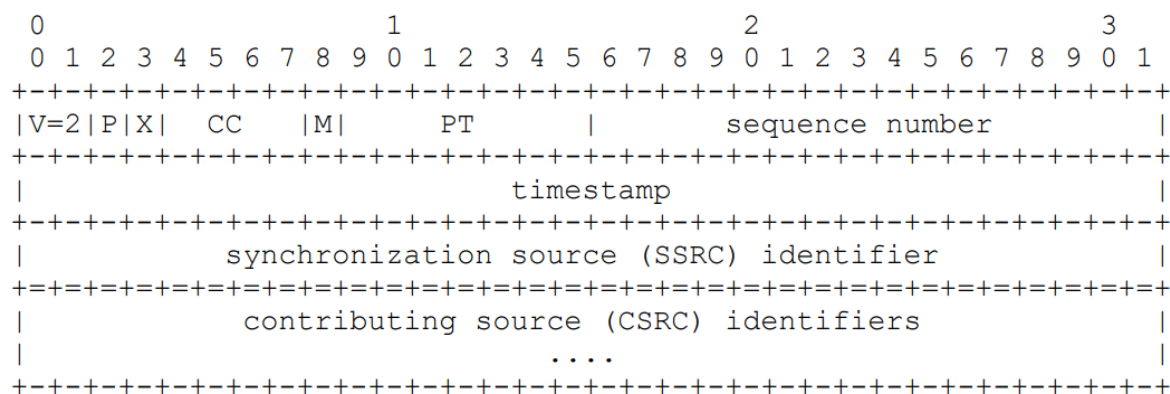 0                   1                   2                   3
0 1 2 3 4 5 6 7 8 9 0 1 2 3 4 5 6 7 8 9 0 1 2 3 4 5 6 7 8 9 0 1
+-+-+-+-+-+-+-+-+-+-+-+-+-+-+-+-+-+-+-+-+-+-+-+-+-+-+-+-+-+-+-+-+
|V=2|P|X|  CC   |M|     PT      |       sequence number         |
+-+-+-+-+-+-+-+-+-+-+-+-+-+-+-+-+-+-+-+-+-+-+-+-+-+-+-+-+-+-+-+-+
|                           timestamp                           |
+-+-+-+-+-+-+-+-+-+-+-+-+-+-+-+-+-+-+-+-+-+-+-+-+-+-+-+-+-+-+-+-+
|           synchronization source (SSRC) identifier            |
+=+=+=+=+=+=+=+=+=+=+=+=+=+=+=+=+=+=+=+=+=+=+=+=+=+=+=+=+=+=+=+=+
|            contributing source (CSRC) identifiers             |
|                             ....                              |
+-+-+-+-+-+-+-+-+-+-+-+-+-+-+-+-+-+-+-+-+-+-+-+-+-+-+-+-+-+-+-+-+